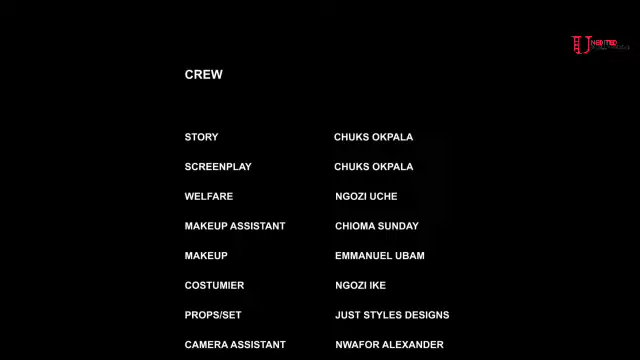 UNEDITED
CREW
STORY CHUKS OKPALA
SCREENPLAY CHUKS OKPALA
WELFARE NGOZI UCHE
MAKEUP ASSISTANT CHIOMA SUNDAY
MAKEUP EMMANUEL UBAM
COSTUMIER NGOZI IKE
PROPS/SET JUST STYLES DESIGNS
CAMERA ASSISTANT NWAFOR ALEXANDER